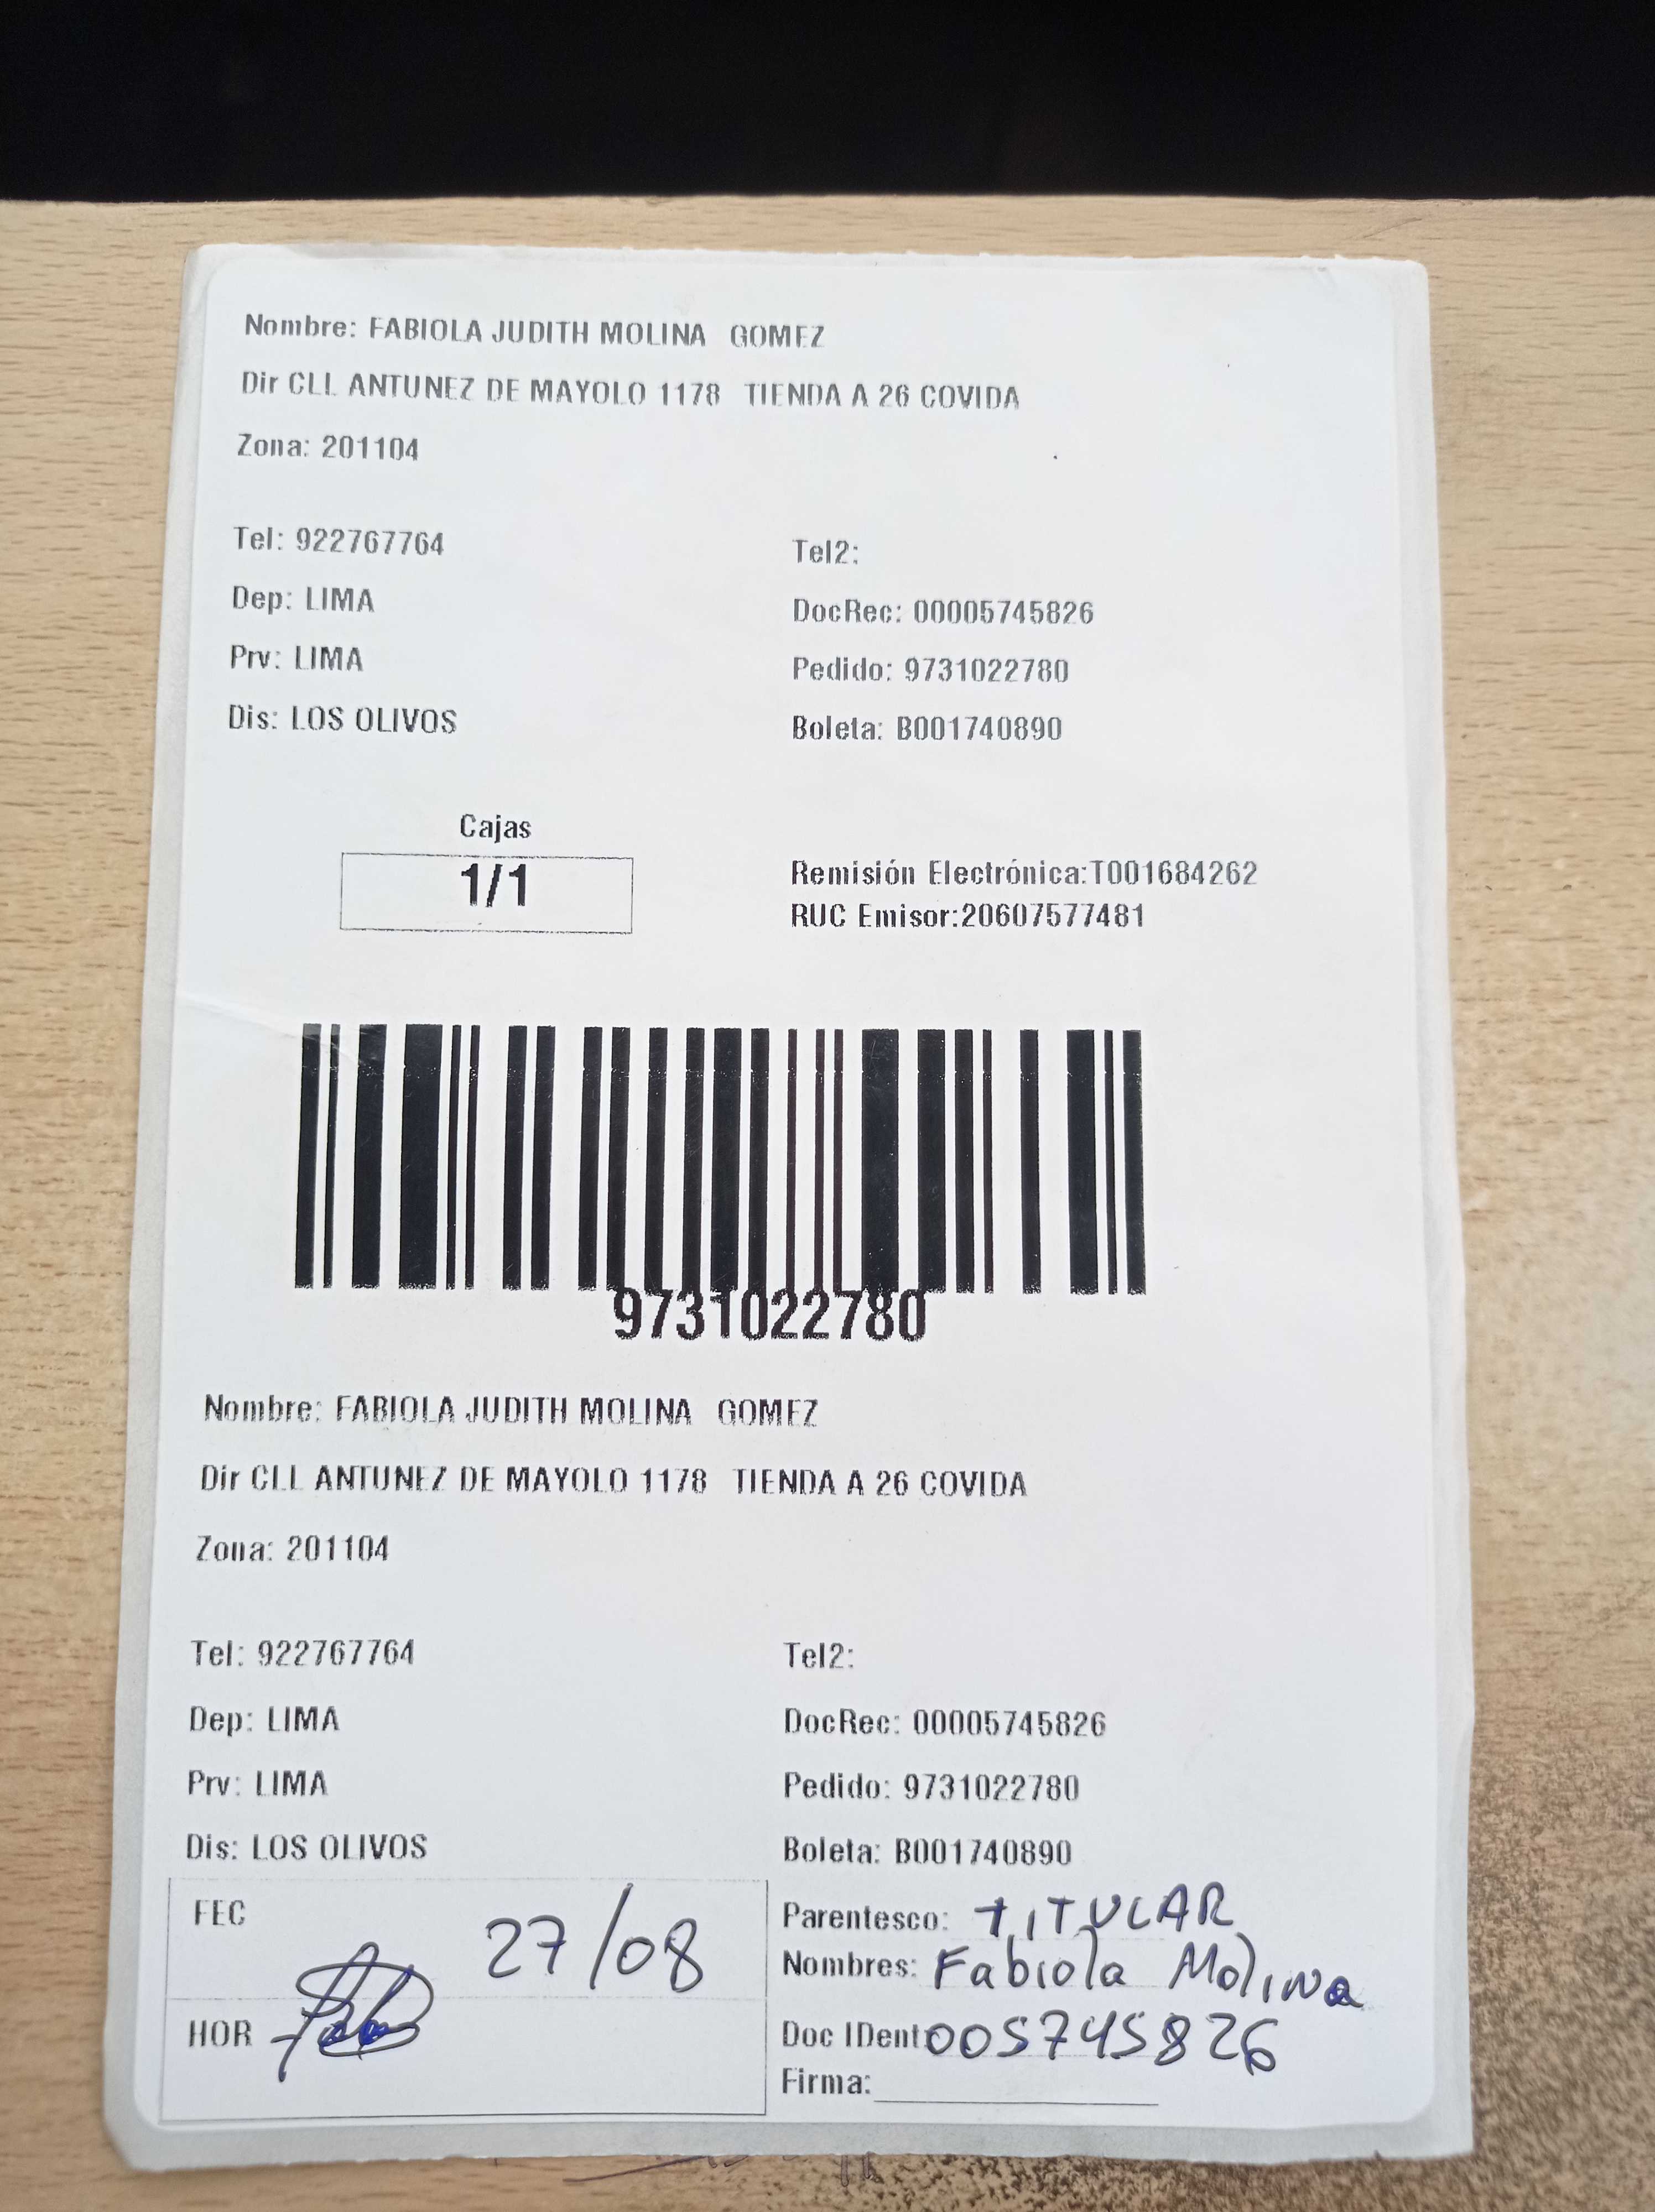 Nombre: FABIOLA JUDITH MOLINA GOMEZ
Dir CLL ANTUNEZ DE MAYOLO 1178 TIENDA A 26 COVIDA
Zona: 201104
Tel: 922767764
Tel2:
Dep: LIMA
DocRec: 00005745826
Prv: LIMA
Pedido: 9731022780
Dis: LOS OLIVOS
Boleta: B001740890
Cajas
1/1
Remisión Electrónica:T001684262
RUC Emisor:20607577481
9731022780
Nombre: FABIOLA JUDITH MOLINA GOMEZ
Dir CLL ANTUNEZ DE MAYOLO 1178 TIENDA A 26 COVIDA
Zona: 201104
Tel: 922767764
Tel2:
Dep: LIMA
DocRec: 00005745826
Prv: LIMA
Pedido: 9731022780
Dis: LOS OLIVOS
Boleta: B001740890
FEC 27/08
HOR
Parentesco: TITULAR
Nombres: Fabiola Molina
Doc IDent: 005745826
Firma: